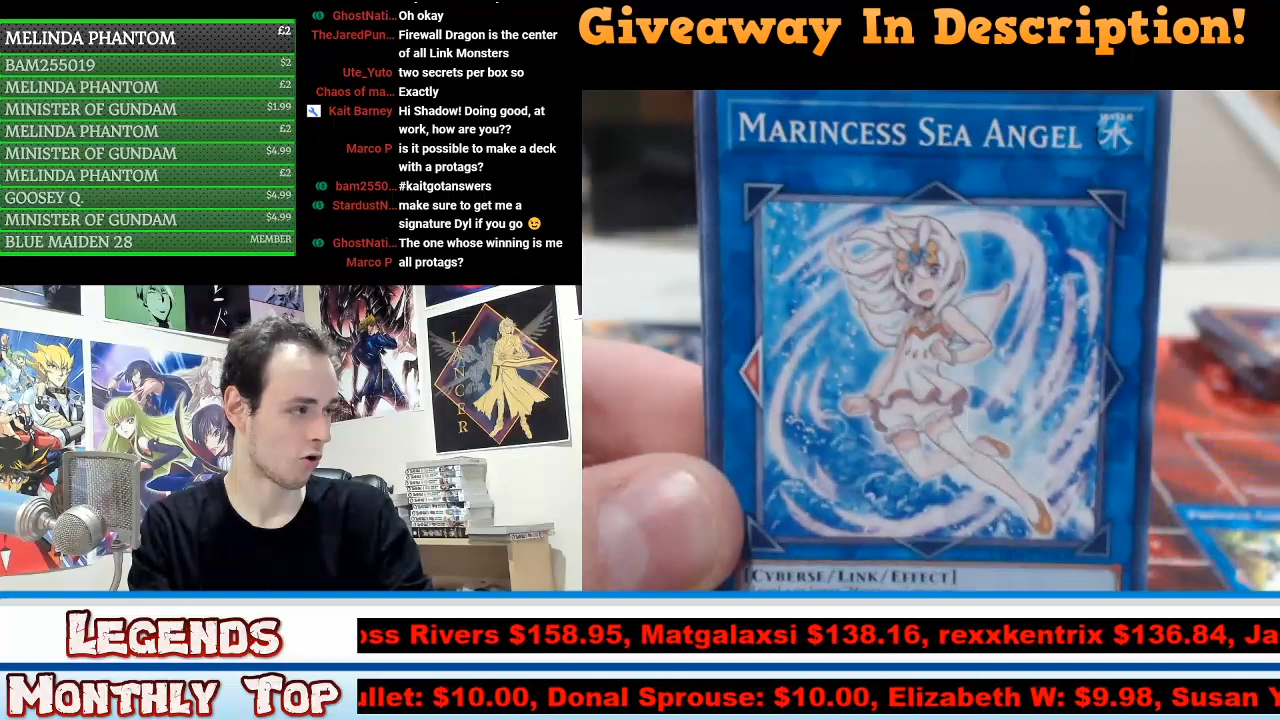 MELINDA PHANTOM £2
BAM255019 $2
MELINDA PHANTOM £2
MINISTER OF GUNDAM $1.99
MELINDA PHANTOM £2
MINISTER OF GUNDAM $4.99
MELINDA PHANTOM £2
GOOSEY Q. $4.99
MINISTER OF GUNDAM $4.99
BLUE MAIDEN 28 MEMBER
GhostNati... Oh okay
TheJaredPun... Firewall Dragon is the center
of all Link Monsters
Ute_Yuto two secrets per box so
Chaos of ma... Exactly
Kait Barney Hi Shadow! Doing good, at
work, how are you??
Marco P is it possible to make a deck
with a protags?
bam2550... #kaitgotanswers
StardustN... make sure to get me a
signature Dyl if you go 😉
GhostNati... The one whose winning is me
Marco P all protags?
Giveaway In Description!
MARINCESS SEA ANGEL
WATER
水
[CYBERSE/LINK/EFFECT]
LANCER
LEGENDS
oss Rivers $158.95, Matgalaxsi $138.16, rexxkentrix $136.84, Ja
MONTHLY TOP
ullet: $10.00, Donal Sprouse: $10.00, Elizabeth W: $9.98, Susan Y